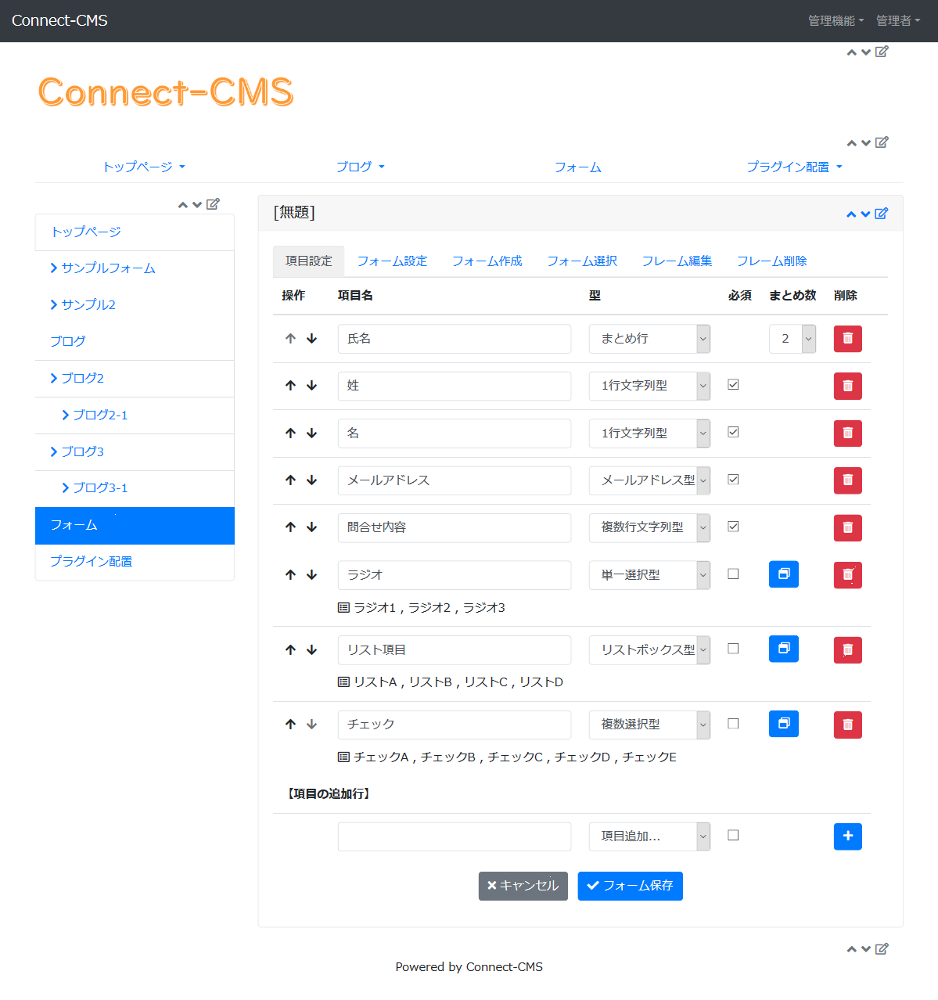 Connect-CMS 管理機能 管理者
Connect-CMS
トップページ ブログ フォーム プラグイン配置
トップページ
サンプルフォーム
サンプル2
ブログ
ブログ2
ブログ2-1
ブログ3
ブログ3-1
フォーム
プラグイン配置
[無題]
項目設定 フォーム設定 フォーム作成 フォーム選択 フレーム編集 フレーム削除
操作 項目名 型 必須 まとめ数 削除
氏名 まとめ行 2
姓 1行文字列型
名 1行文字列型
メールアドレス メールアドレス型
問合せ内容 複数行文字列型
ラジオ 単一選択型
ラジオ1 , ラジオ2 , ラジオ3
リスト項目 リストボックス型
リストA , リストB , リストC , リストD
チェック 複数選択型
チェックA , チェックB , チェックC , チェックD , チェックE
【項目の追加行】
項目追加...
キャンセル フォーム保存
Powered by Connect-CMS